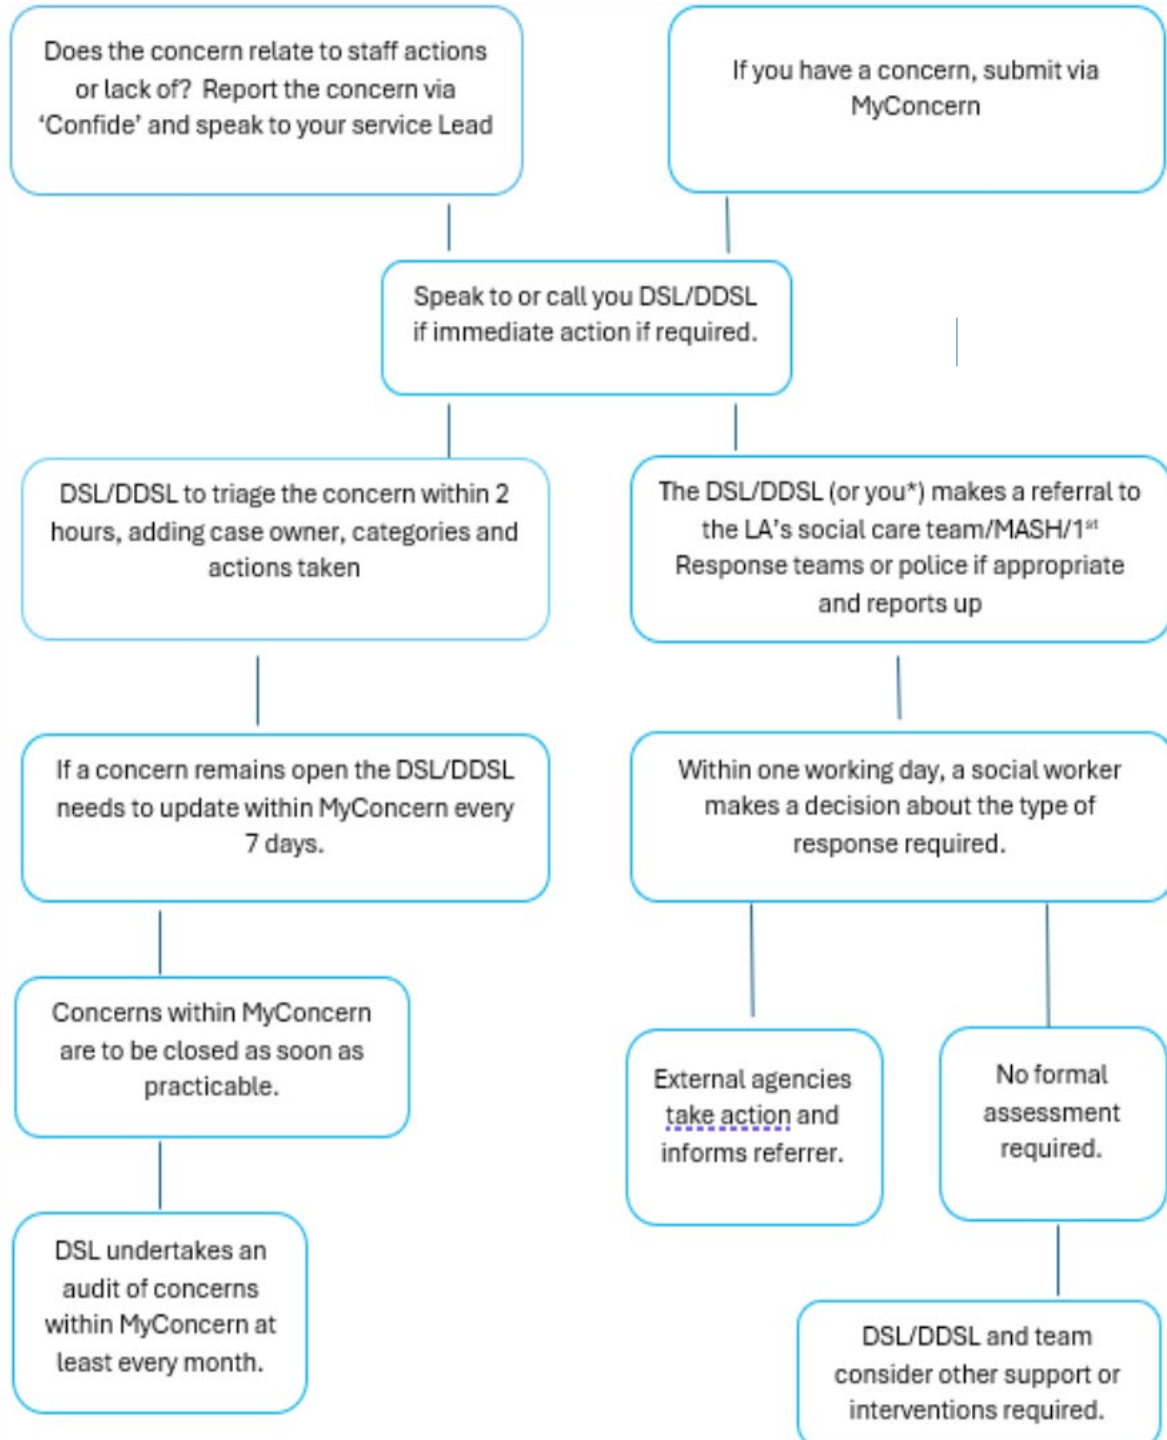 Does the concern relate to staff actions
or lack of? Report the concern via
‘Confide’ and speak to your service Lead
If you have a concern, submit via
MyConcern
Speak to or call you DSL/DDSL
if immediate action if required.
DSL/DDSL to triage the concern within 2
hours, adding case owner, categories and
actions taken
The DSL/DDSL (or you*) makes a referral to
the LA’s social care team/MASH/1st
Response teams or police if appropriate
and reports up
If a concern remains open the DSL/DDSL
needs to update within MyConcern every
7 days.
Within one working day, a social worker
makes a decision about the type of
response required.
Concerns within MyConcern
are to be closed as soon as
practicable.
External agencies
take action and
informs referrer.
No formal
assessment
required.
DSL undertakes an
audit of concerns
within MyConcern at
least every month.
DSL/DDSL and team
consider other support or
interventions required.